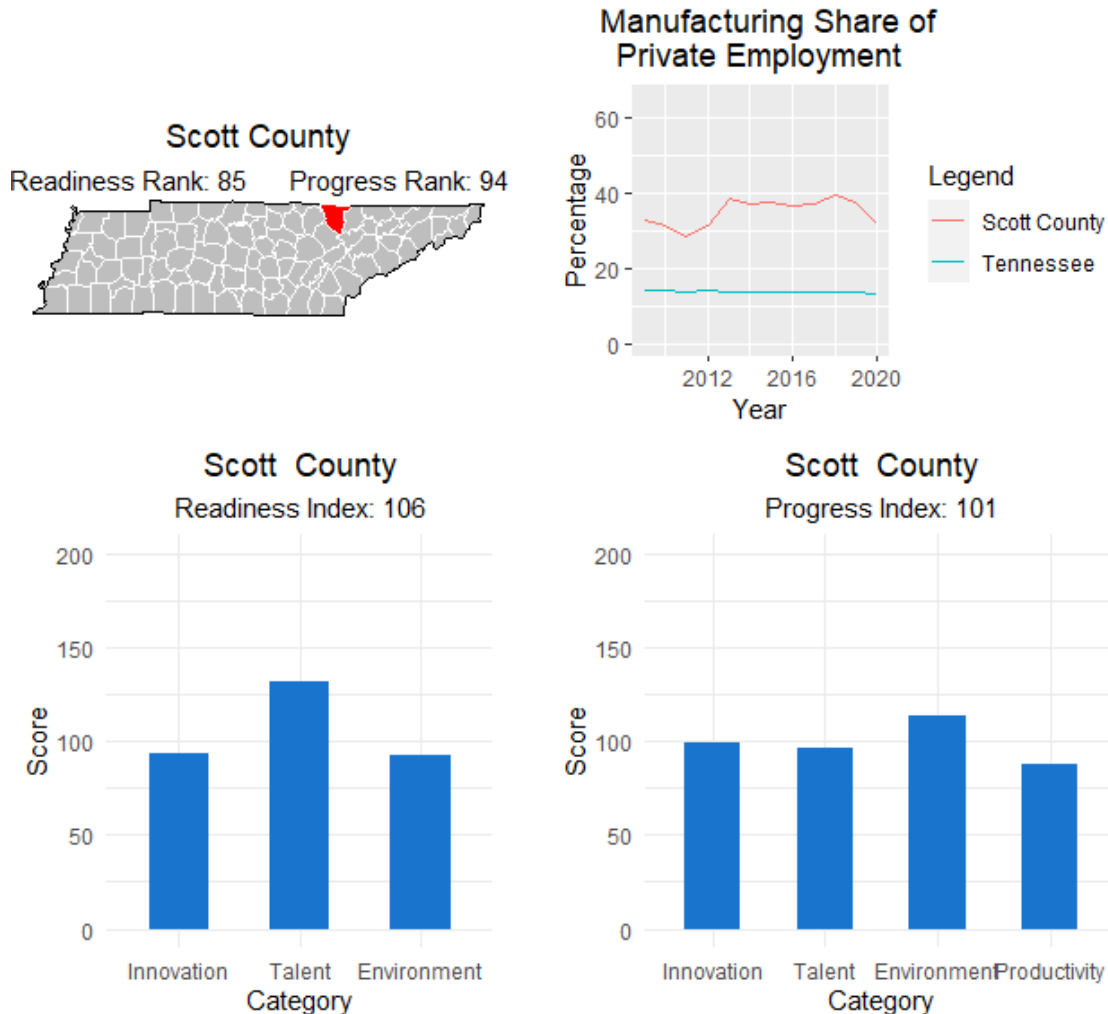 Scott County
Readiness Rank: 85 Progress Rank: 94
Manufacturing Share of
Private Employment
60
40
20
0
Percentage
2012 2016 2020
Year
Legend
Scott County
Tennessee
Scott County
Readiness Index: 106
200
150
100
50
0
Score
Innovation Talent Environment
Category
Scott County
Progress Index: 101
200
150
100
50
0
Score
Innovation Talent Environment Productivity
Category